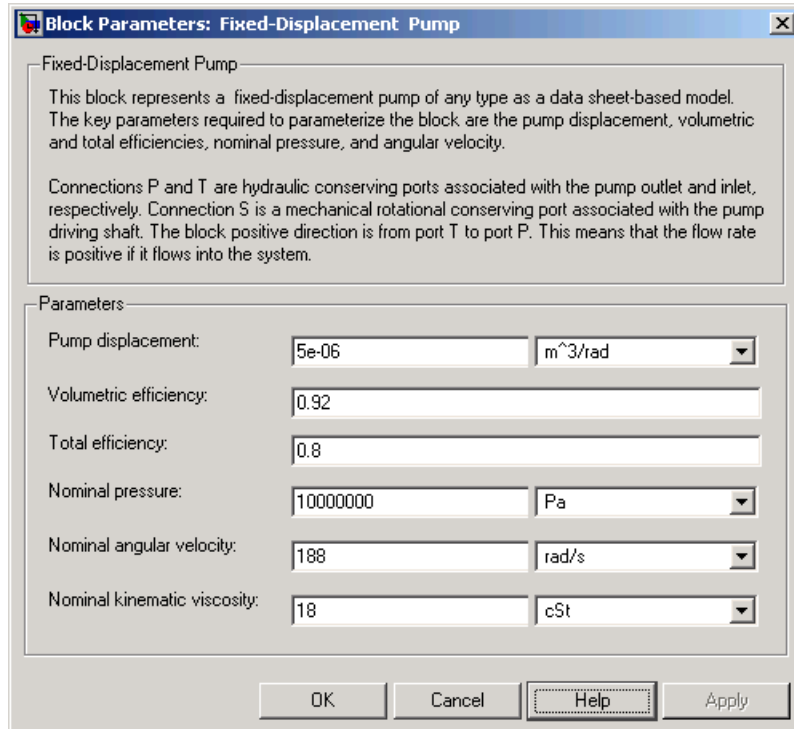 Block Parameters: Fixed-Displacement Pump
Fixed-Displacement Pump
This block represents a fixed-displacement pump of any type as a data sheet-based model.
The key parameters required to parameterize the block are the pump displacement, volumetric
and total efficiencies, nominal pressure, and angular velocity.
Connections P and T are hydraulic conserving ports associated with the pump outlet and inlet,
respectively. Connection S is a mechanical rotational conserving port associated with the pump
driving shaft. The block positive direction is from port T to port P. This means that the flow rate
is positive if it flows into the system.
Parameters
Pump displacement: 5e-06 m^3/rad
Volumetric efficiency: 0.92
Total efficiency: 0.8
Nominal pressure: 10000000 Pa
Nominal angular velocity: 188 rad/s
Nominal kinematic viscosity: 18 cSt
OK Cancel Help Apply